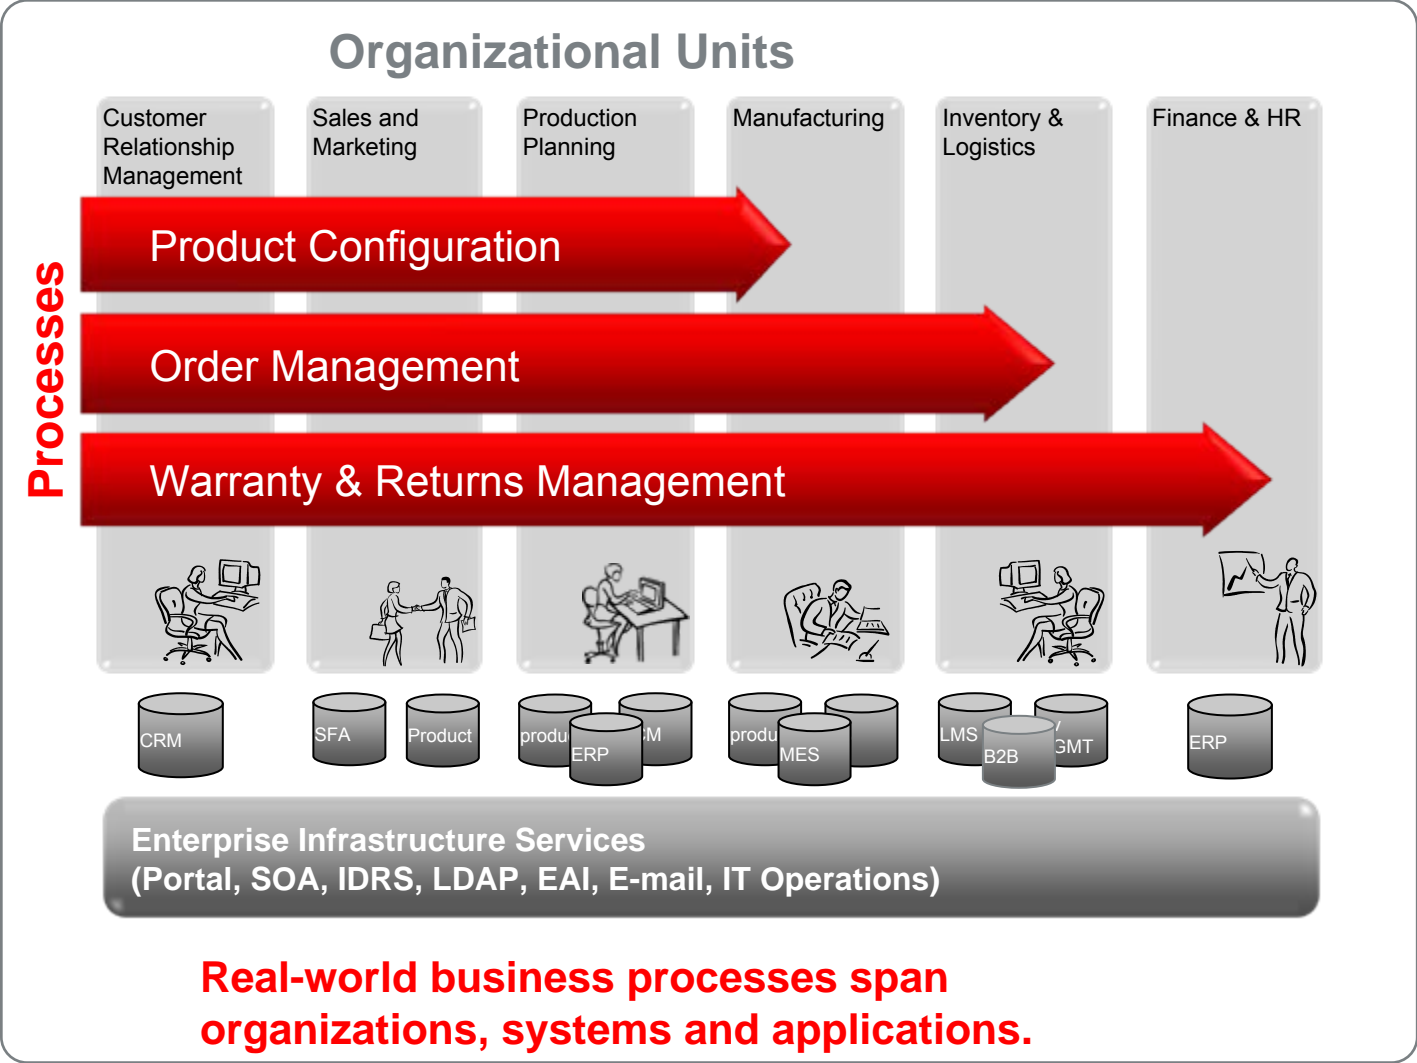 Organizational Units
Customer
Relationship
Management
Sales and
Marketing
Production
Planning
Manufacturing
Inventory &
Logistics
Finance & HR
Processes
Product Configuration
Order Management
Warranty & Returns Management
CRM
SFA
Product
ERP
MES
LMS
B2B
GMT
ERP
Enterprise Infrastructure Services
(Portal, SOA, IDRS, LDAP, EAI, E-mail, IT Operations)
Real-world business processes span
organizations, systems and applications.